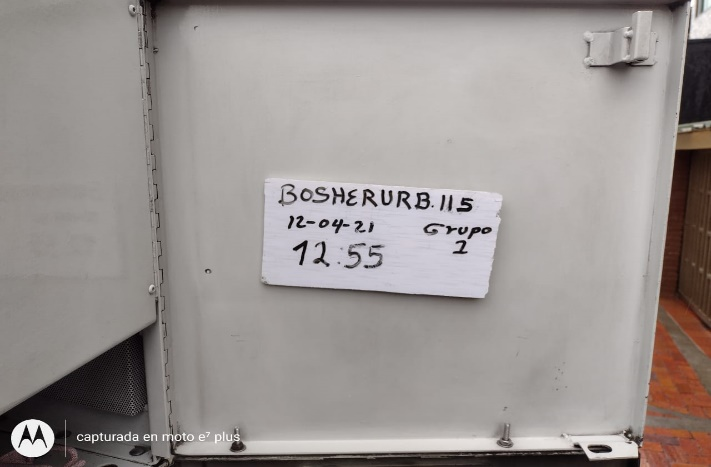 BOSHERURB.115
12-04-21 Grupo
1
12:55
capturada en moto e⁷ plus